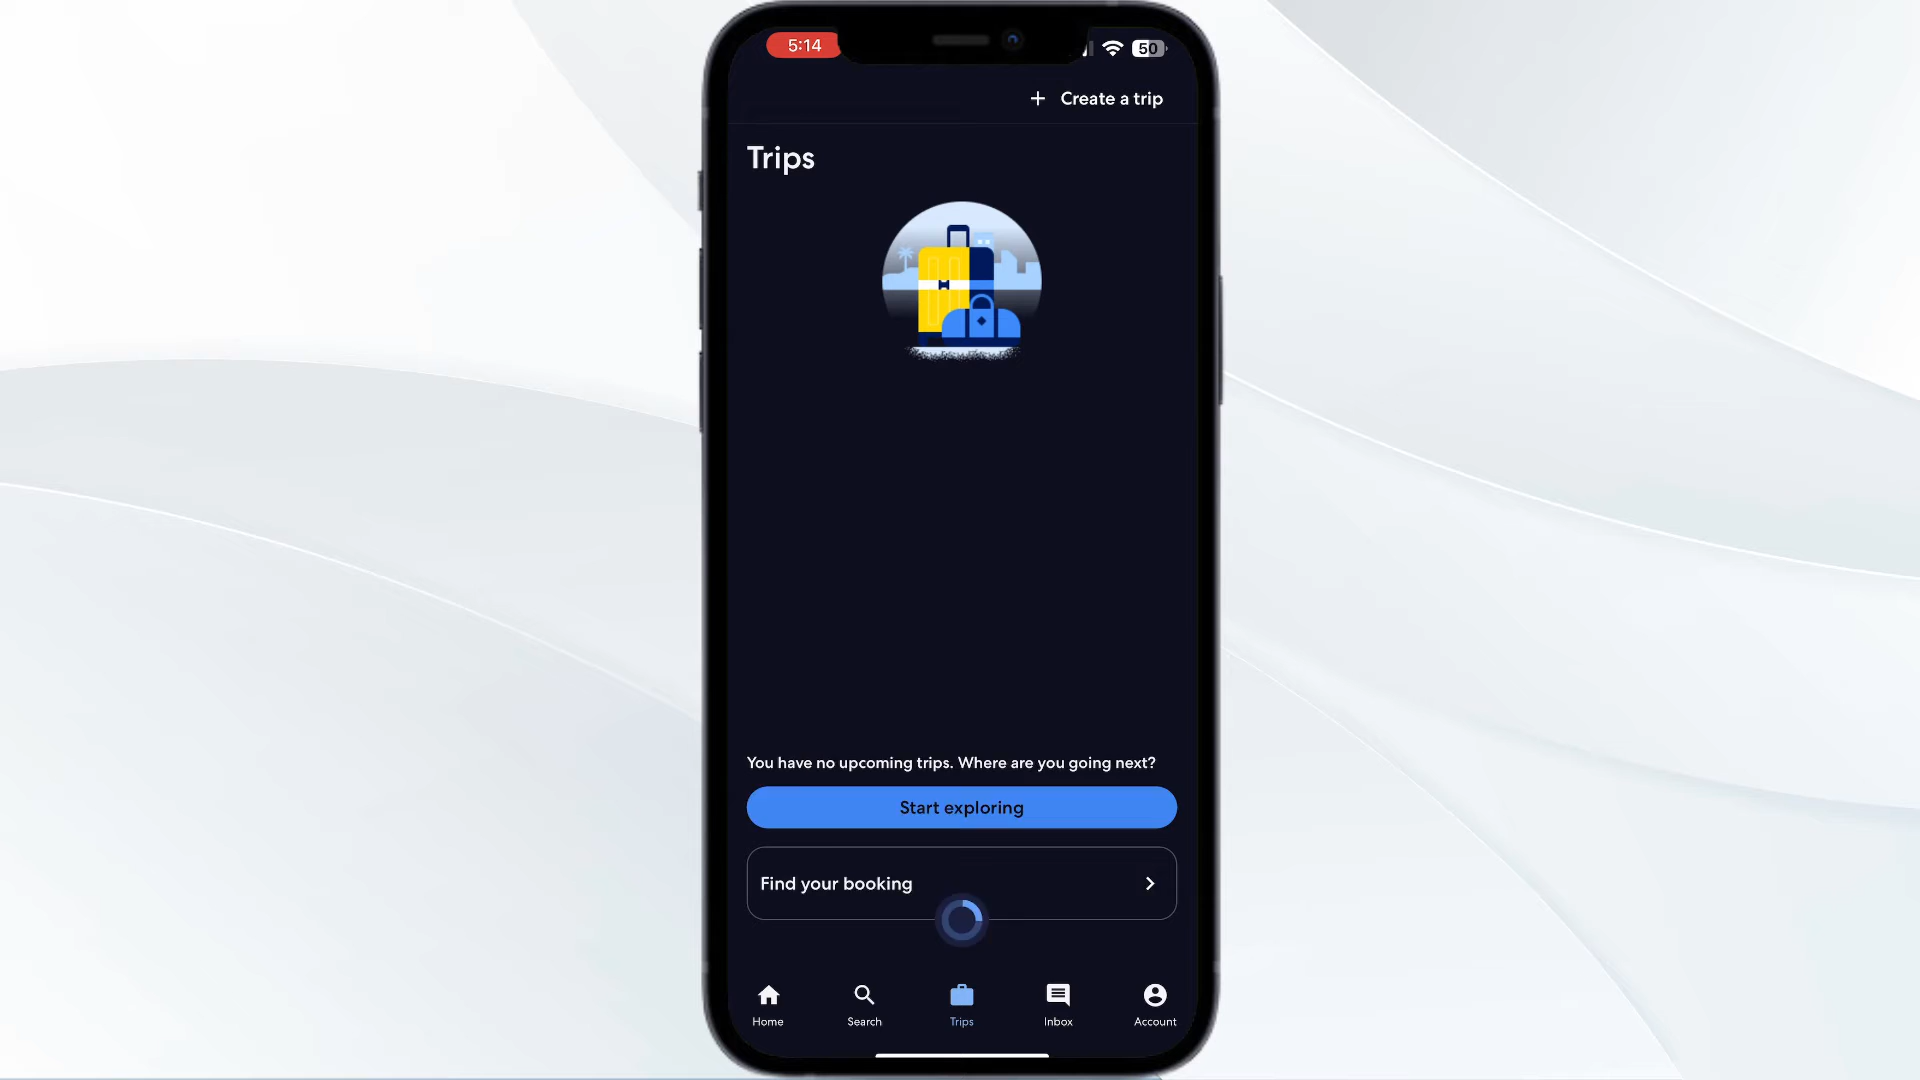 5:14
50
Create a trip
Trips
You have no upcoming trips. Where are you going next?
Start exploring
Find your booking
Home
Search
Trips
Inbox
Account